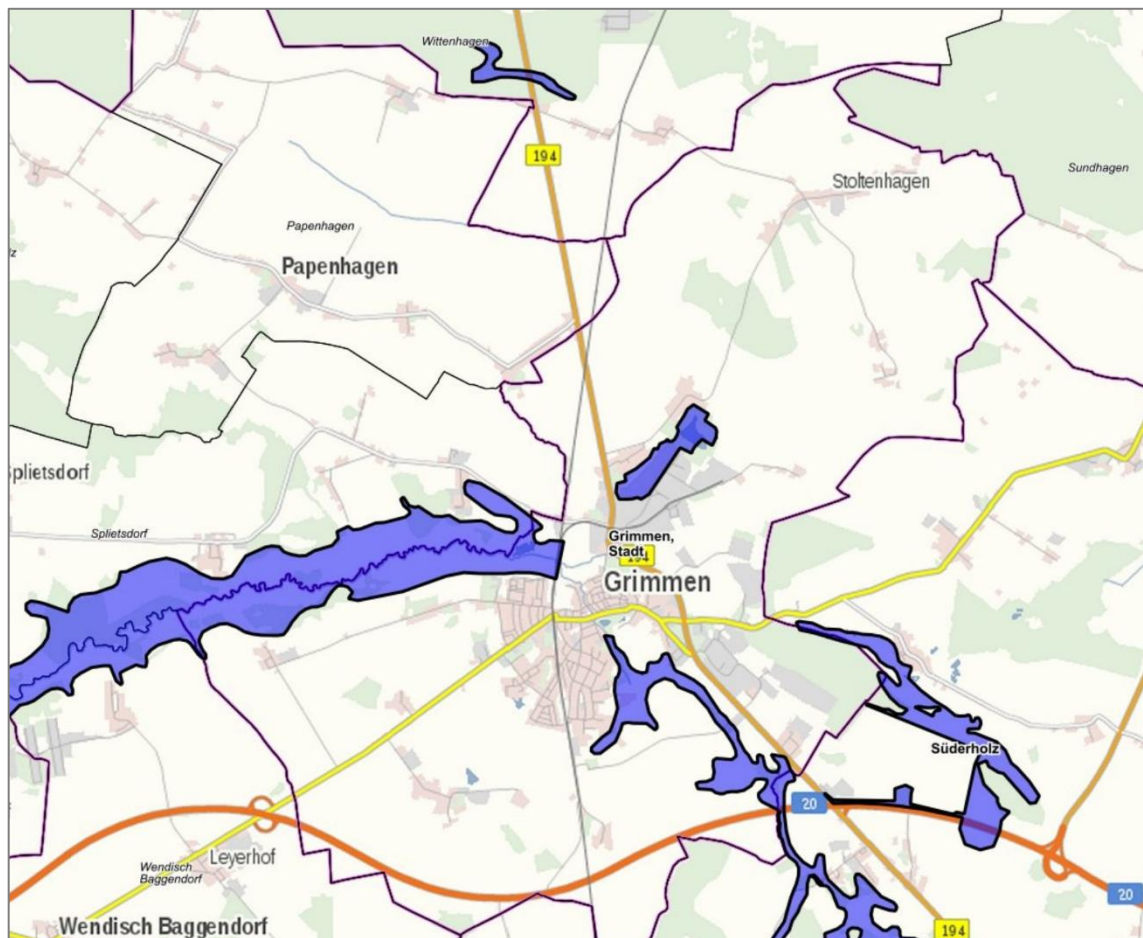 Wittenhagen
194
Stoltenhagen
Sundhagen
Papenhagen
Papenhagen
Splietsdorf
Grimmen,
Stadt
Grimmen
Süderholz
20
Leyerhof
Wendisch
Baggendorf
20
Wendisch Baggendorf
194